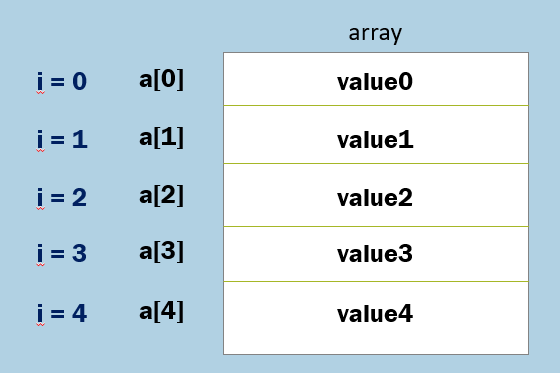 array
i = 0 a[0] value0
i = 1 a[1] value1
i = 2 a[2] value2
i = 3 a[3] value3
i = 4 a[4] value4